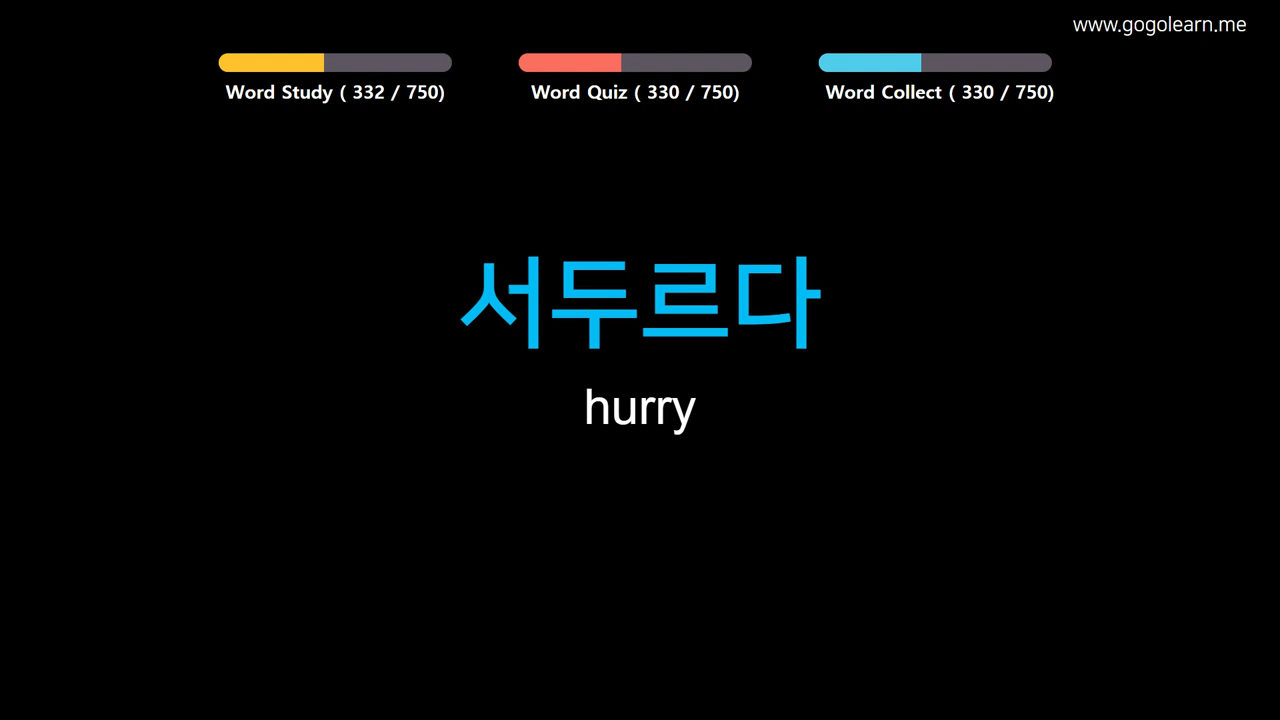 www.gogolearn.me
Word Study ( 332 / 750)
Word Quiz ( 330 / 750)
Word Collect ( 330 / 750)
서두르다
hurry